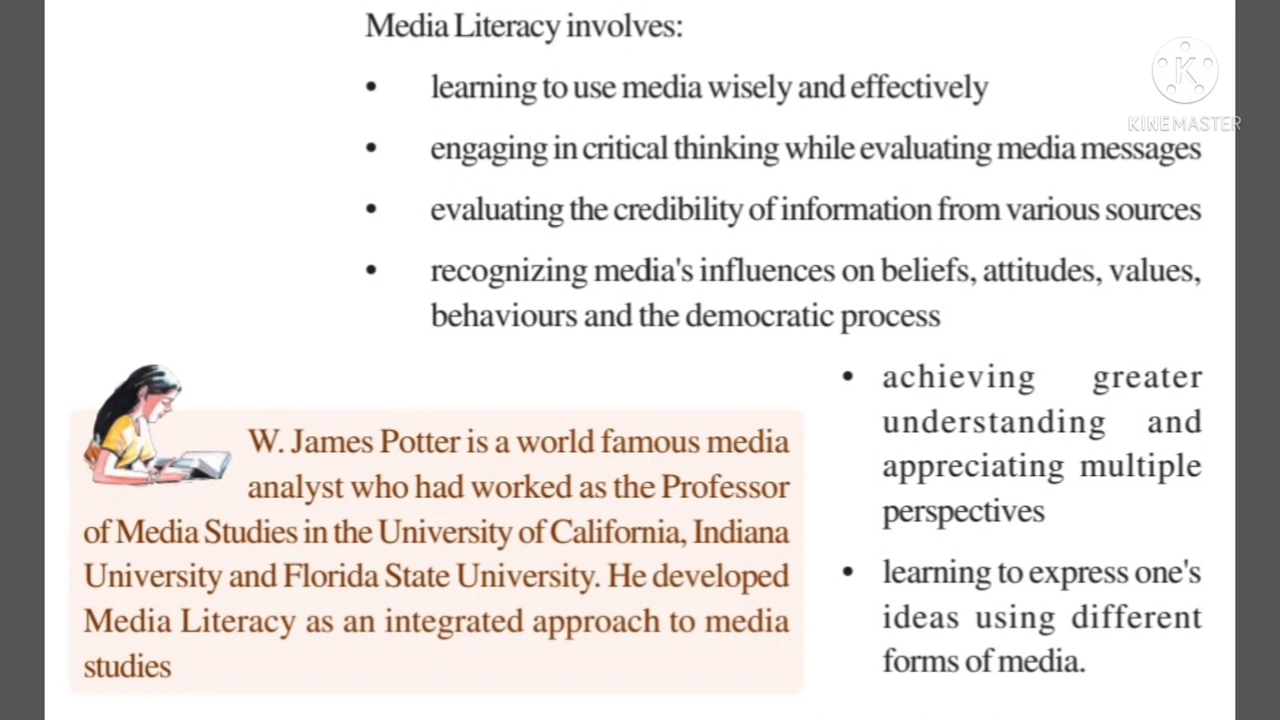 Media Literacy involves:
• learning to use media wisely and effectively
• engaging in critical thinking while evaluating media messages
• evaluating the credibility of information from various sources
• recognizing media's influences on beliefs, attitudes, values,
behaviours and the democratic process
• achieving greater
understanding and
appreciating multiple
perspectives
• learning to express one's
ideas using different
forms of media.
W. James Potter is a world famous media
analyst who had worked as the Professor
of Media Studies in the University of California, Indiana
University and Florida State University. He developed
Media Literacy as an integrated approach to media
studies
K
KINEMASTER